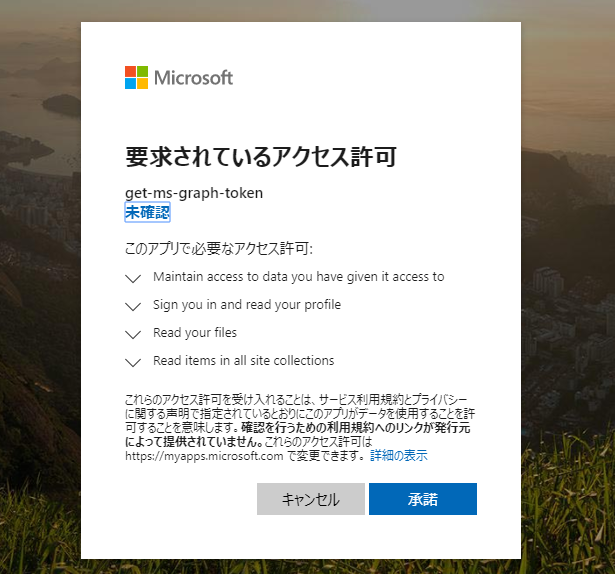 Microsoft
要求されているアクセス許可
get-ms-graph-token
未確認
このアプリで必要なアクセス許可:
Maintain access to data you have given it access to
Sign you in and read your profile
Read your files
Read items in all site collections
これらのアクセス許可を受け入れることは、サービス利用規約とプライバシー
に関する声明で指定されているとおりにこのアプリがデータを使用することを許
可することを意味します。確認を行うための利用規約へのリンクが発行元
によって提供されていません。これらのアクセス許可は
https://myapps.microsoft.com で変更できます。 詳細の表示
キャンセル
承諾